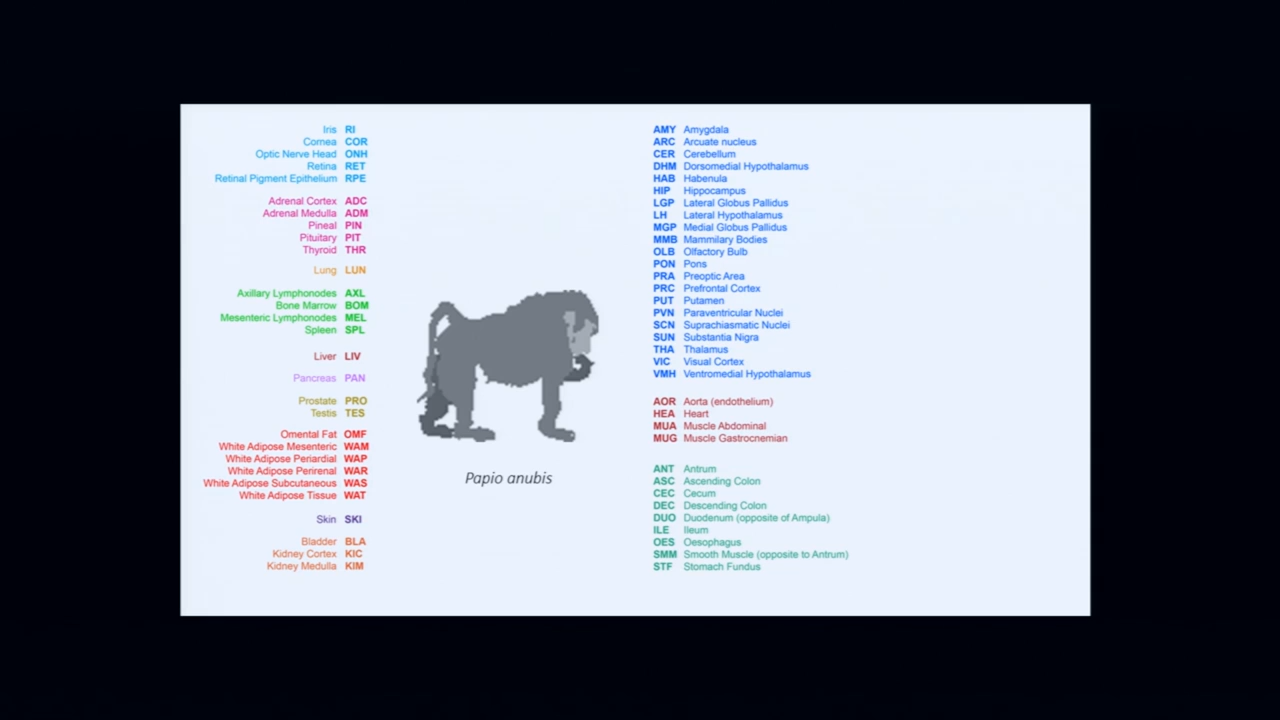 Iris RI
Cornea COR
Optic Nerve Head ONH
Retina RET
Retinal Pigment Epithelium RPE
Adrenal Cortex ADC
Adrenal Medulla ADM
Pineal PIN
Pituitary PIT
Thyroid THR
Lung LUN
Axillary Lymphonodes AXL
Bone Marrow BOM
Mesenteric Lymphonodes MEL
Spleen SPL
Liver LIV
Pancreas PAN
Prostate PRO
Testis TES
Omental Fat OMF
White Adipose Mesenteric WAM
White Adipose Periardial WAP
White Adipose Perirenal WAR
White Adipose Subcutaneous WAS
White Adipose Tissue WAT
Skin SKI
Bladder BLA
Kidney Cortex KIC
Kidney Medulla KIM
Papio anubis
AMY Amygdala
ARC Arcuate nucleus
CER Cerebellum
DHM Dorsomedial Hypothalamus
HAB Habenula
HIP Hippocampus
LGP Lateral Globus Pallidus
LH Lateral Hypothalamus
MGP Medial Globus Pallidus
MMB Mammilary Bodies
OLB Olfactory Bulb
PON Pons
PRA Preoptic Area
PRC Prefrontal Cortex
PUT Putamen
PVN Paraventricular Nuclei
SCN Suprachiasmatic Nuclei
SUN Substantia Nigra
THA Thalamus
VIC Visual Cortex
VMH Ventromedial Hypothalamus
AOR Aorta (endothelium)
HEA Heart
MUA Muscle Abdominal
MUG Muscle Gastrocnemian
ANT Antrum
ASC Ascending Colon
CEC Cecum
DEC Descending Colon
DUO Duodenum (opposite of Ampula)
ILE Ileum
OES Oesophagus
SMM Smooth Muscle (opposite to Antrum)
STF Stomach Fundus